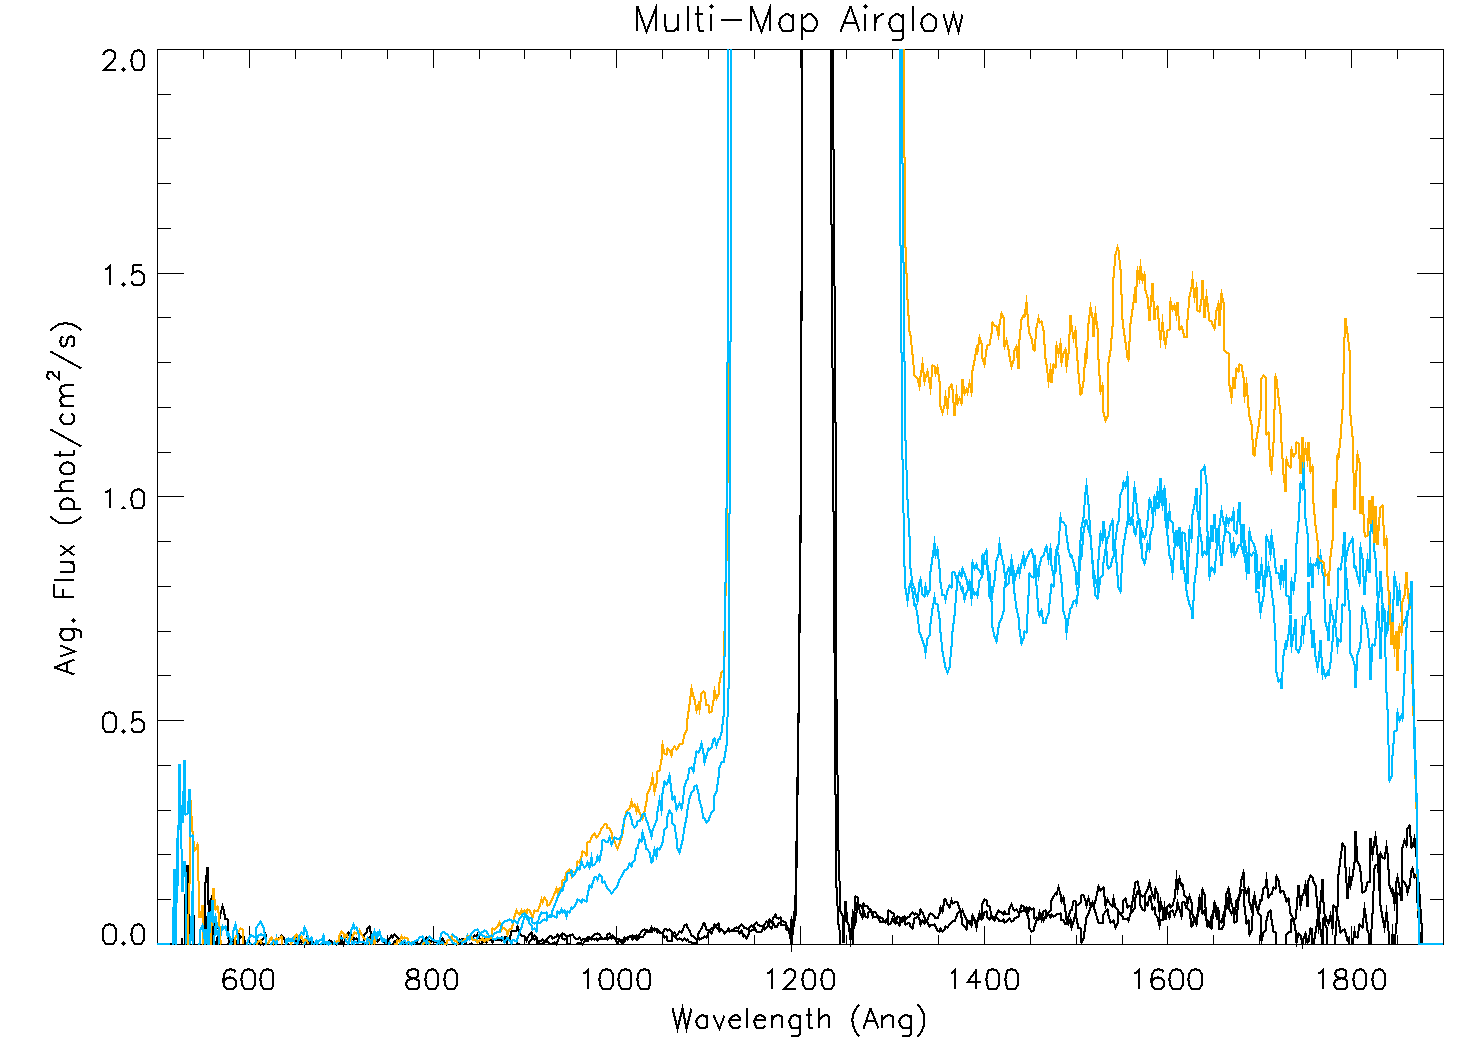 Multi-Map Airglow
2.0
1.5
1.0
0.5
0.0
Avg. Flux (phot/cm²/s)
600 800 1000 1200 1400 1600 1800
Wavelength (Ang)